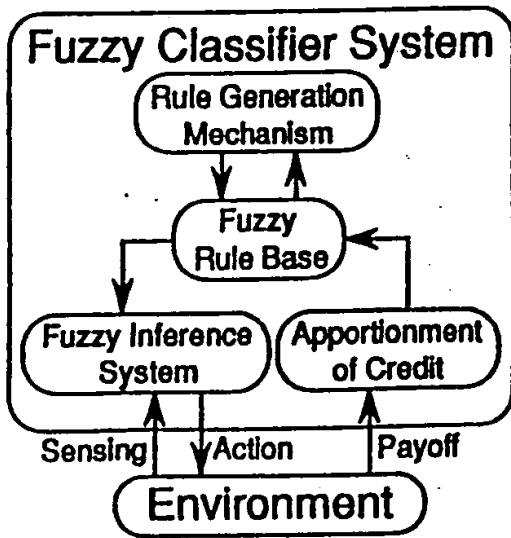 Fuzzy Classifier System
Rule Generation
Mechanism
Fuzzy
Rule Base
Fuzzy Inference
System
Apportionment
of Credit
Sensing
Action
Payoff
Environment